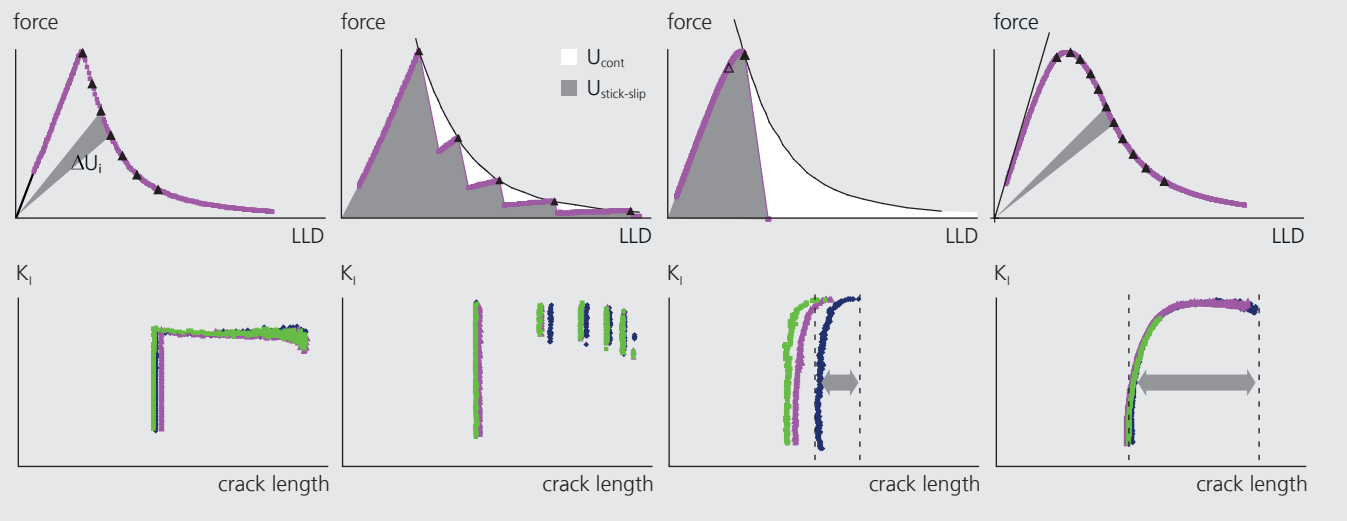 force
force
force
force
U_cont
U_stick-slip
ΔU_i
Δ
LLD
LLD
LLD
LLD
K_I
K_I
K_I
K_I
crack length
crack length
crack length
crack length